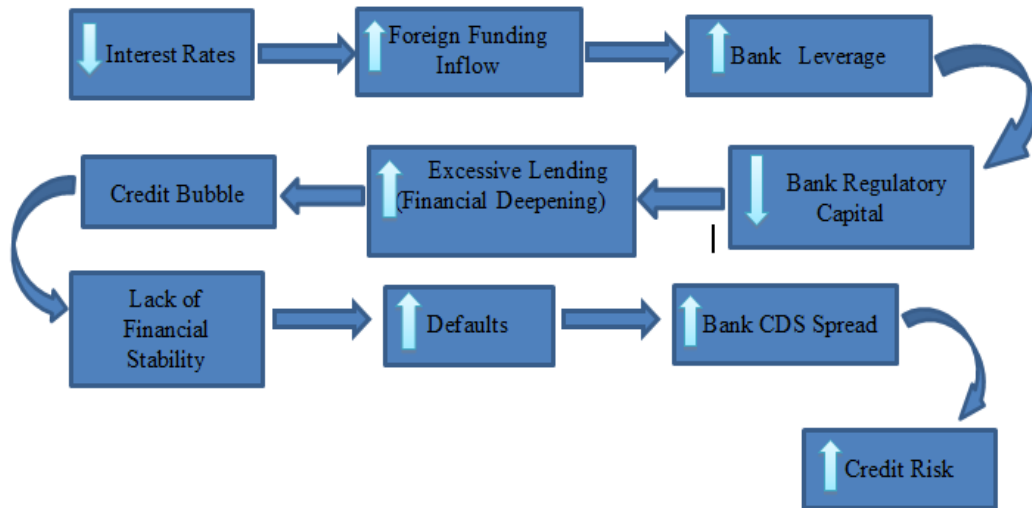 Interest Rates
Foreign Funding
Inflow
Bank Leverage
Bank Regulatory
Capital
Excessive Lending
(Financial Deepening)
Credit Bubble
Lack of
Financial
Stability
Defaults
Bank CDS Spread
Credit Risk